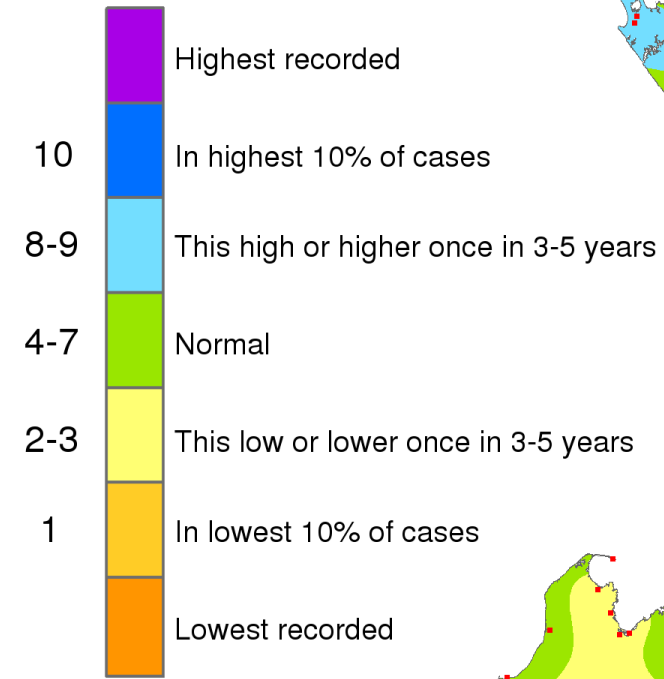 Highest recorded
10 In highest 10% of cases
8-9 This high or higher once in 3-5 years
4-7 Normal
2-3 This low or lower once in 3-5 years
1 In lowest 10% of cases
Lowest recorded